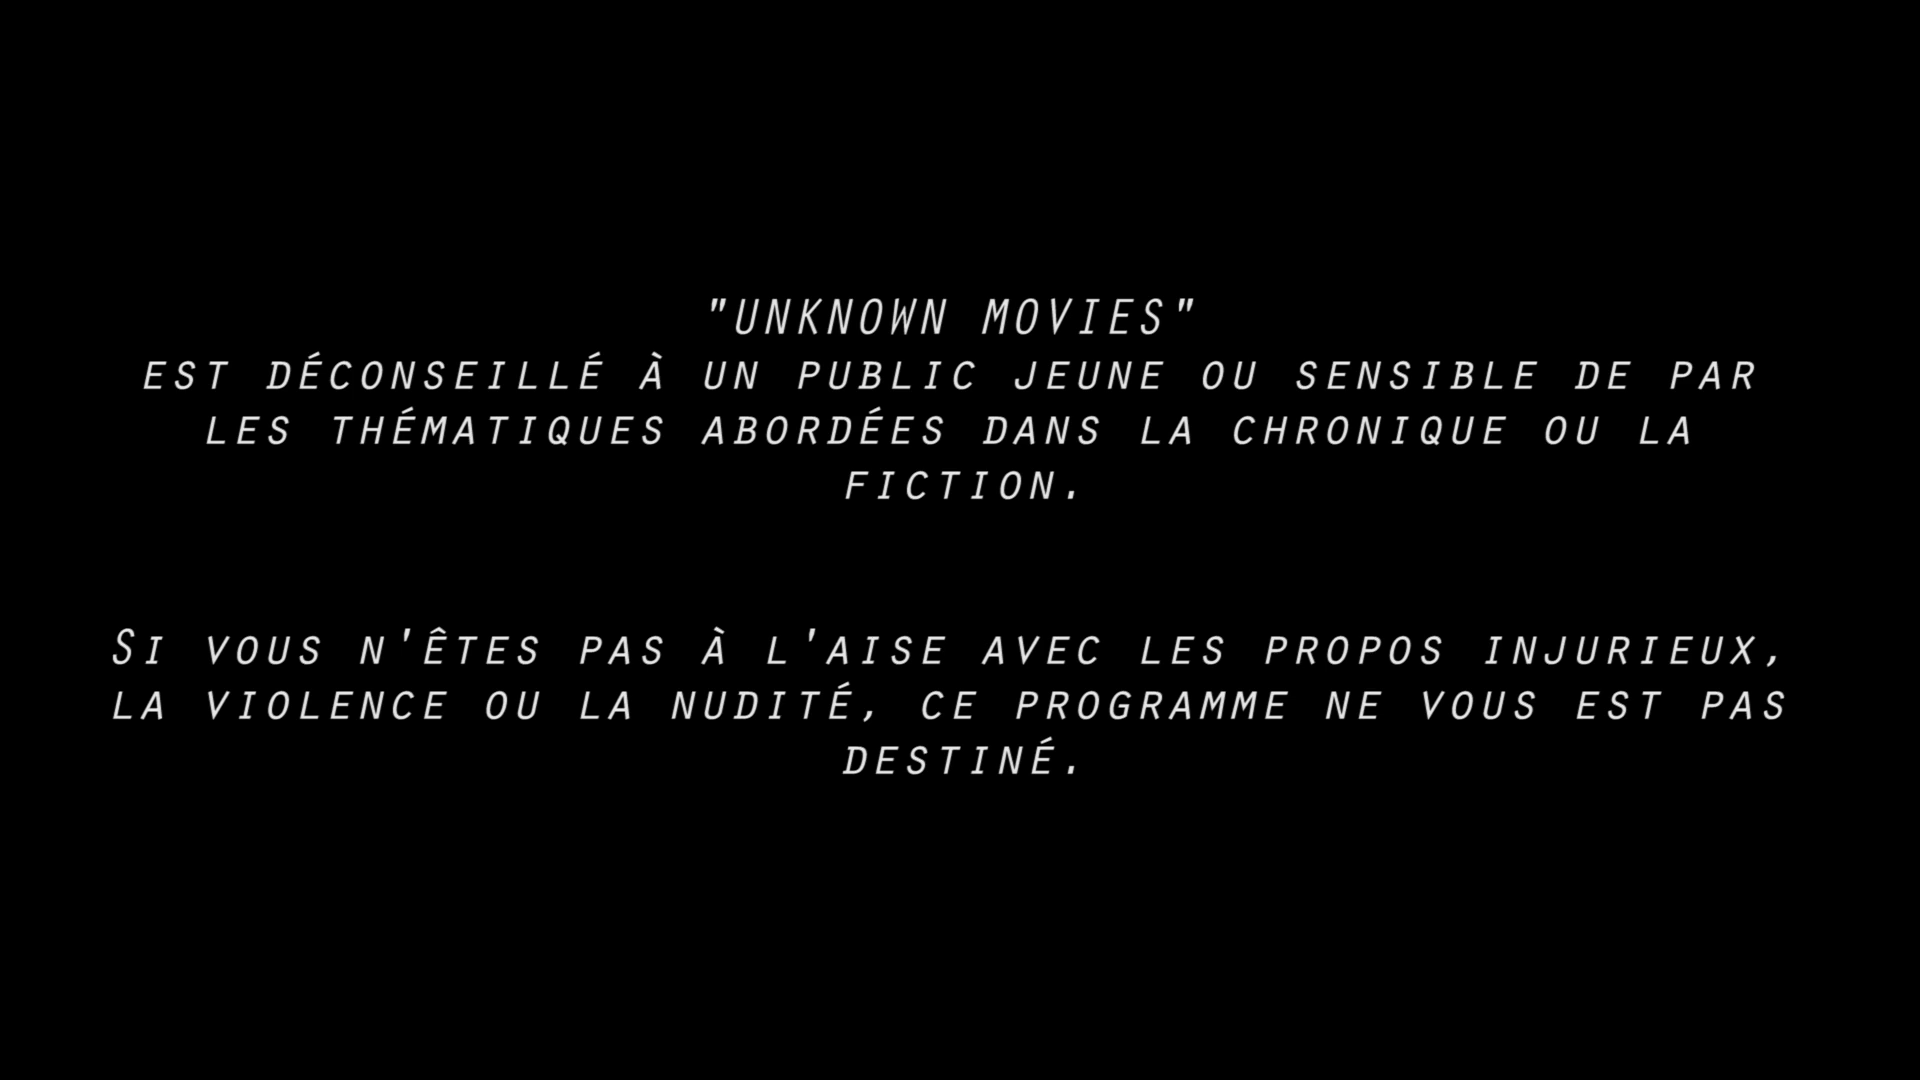 "UNKNOWN MOVIES"
EST DÉCONSEILLÉ À UN PUBLIC JEUNE OU SENSIBLE DE PAR
LES THÉMATIQUES ABORDÉES DANS LA CHRONIQUE OU LA
FICTION.
SI VOUS N'ÊTES PAS À L'AISE AVEC LES PROPOS INJURIEUX,
LA VIOLENCE OU LA NUDITÉ, CE PROGRAMME NE VOUS EST PAS
DESTINÉ.